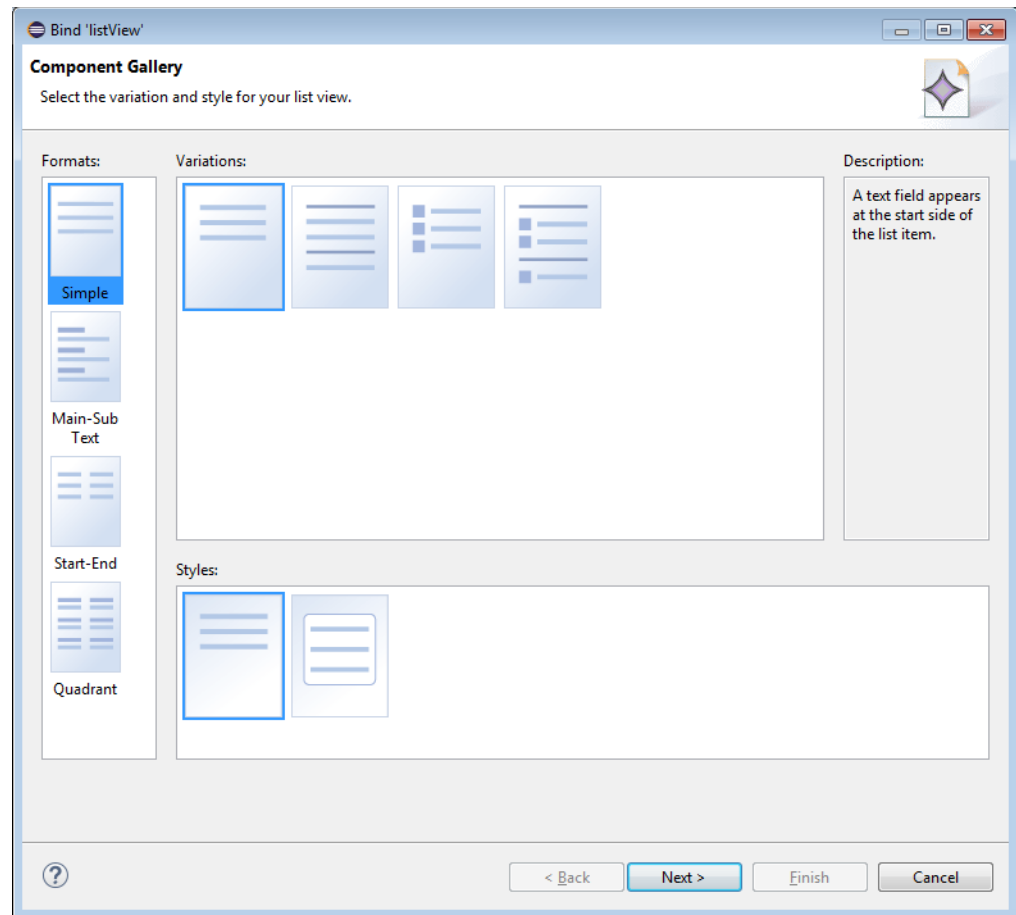 Bind 'listView'
Component Gallery
Select the variation and style for your list view.
Formats:
Simple
Main-Sub
Text
Start-End
Quadrant
Variations:
Description:
A text field appears
at the start side of
the list item.
Styles:
?
< Back
Next >
Finish
Cancel